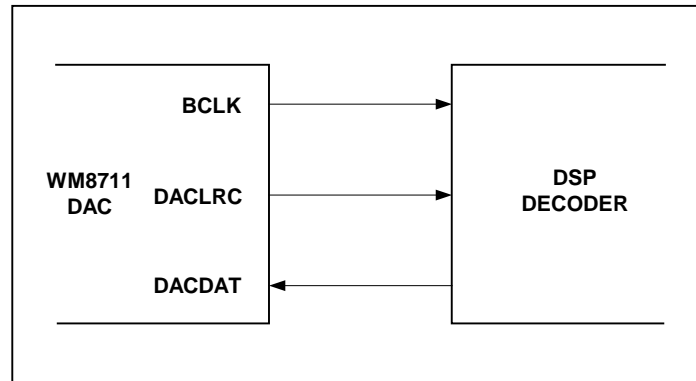 BCLK
WM8711
DAC
DACLRC
DSP
DECODER
DACDAT